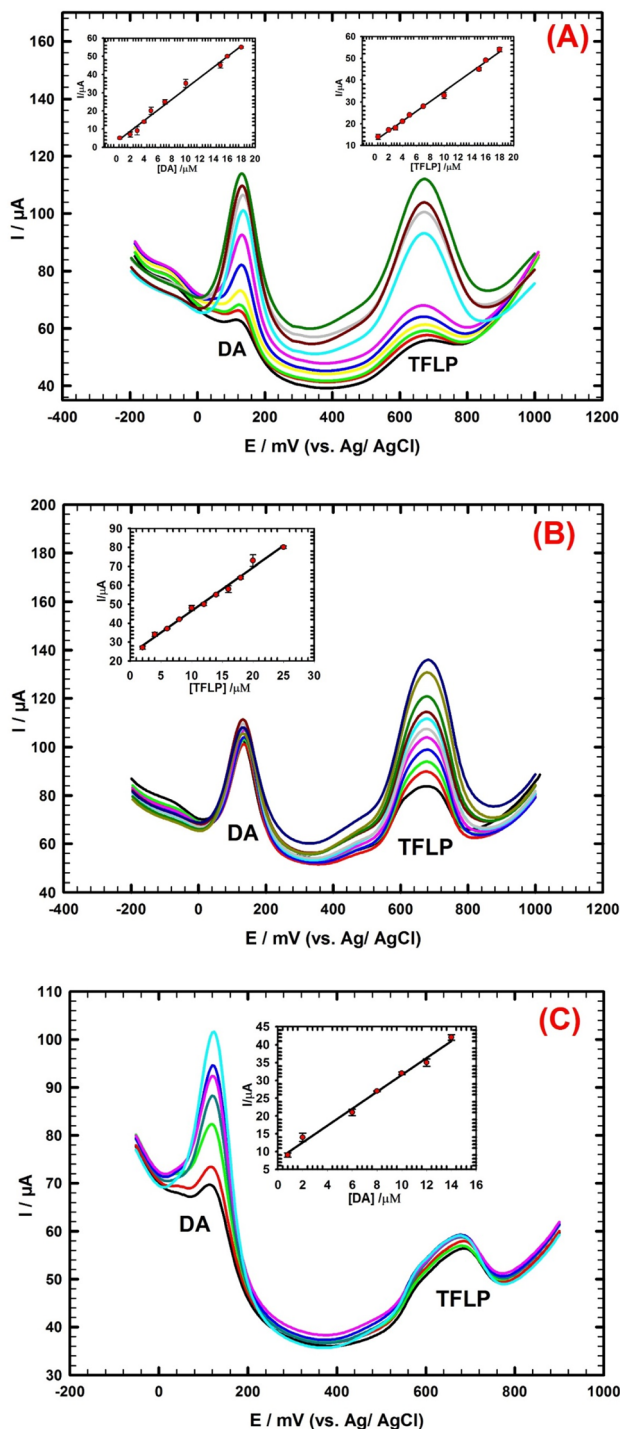 (A)
I / µA
160
140
120
100
80
60
40
-400 -200 0 200 400 600 800 1000 1200
E / mV (vs. Ag/ AgCl)
DA
TFLP
I/µA
60
50
40
30
20
10
0
0 2 4 6 8 10 12 14 16 18 20
[DA] /µM
I/µA
60
50
40
30
20
10
0 2 4 6 8 10 12 14 16 18 20
[TFLP] /µM
(B)
I / µA
200
180
160
140
120
100
80
60
40
-400 -200 0 200 400 600 800 1000 1200
E / mV (vs. Ag/ AgCl)
DA
TFLP
I/µA
90
80
70
60
50
40
30
20
0 5 10 15 20 25 30
[TFLP] /µM
(C)
I / µA
110
100
90
80
70
60
50
40
30
-200 0 200 400 600 800 1000
E / mV (vs. Ag/ AgCl)
DA
TFLP
I/µA
45
40
35
30
25
20
15
10
5
0 2 4 6 8 10 12 14 16
[DA] /µM